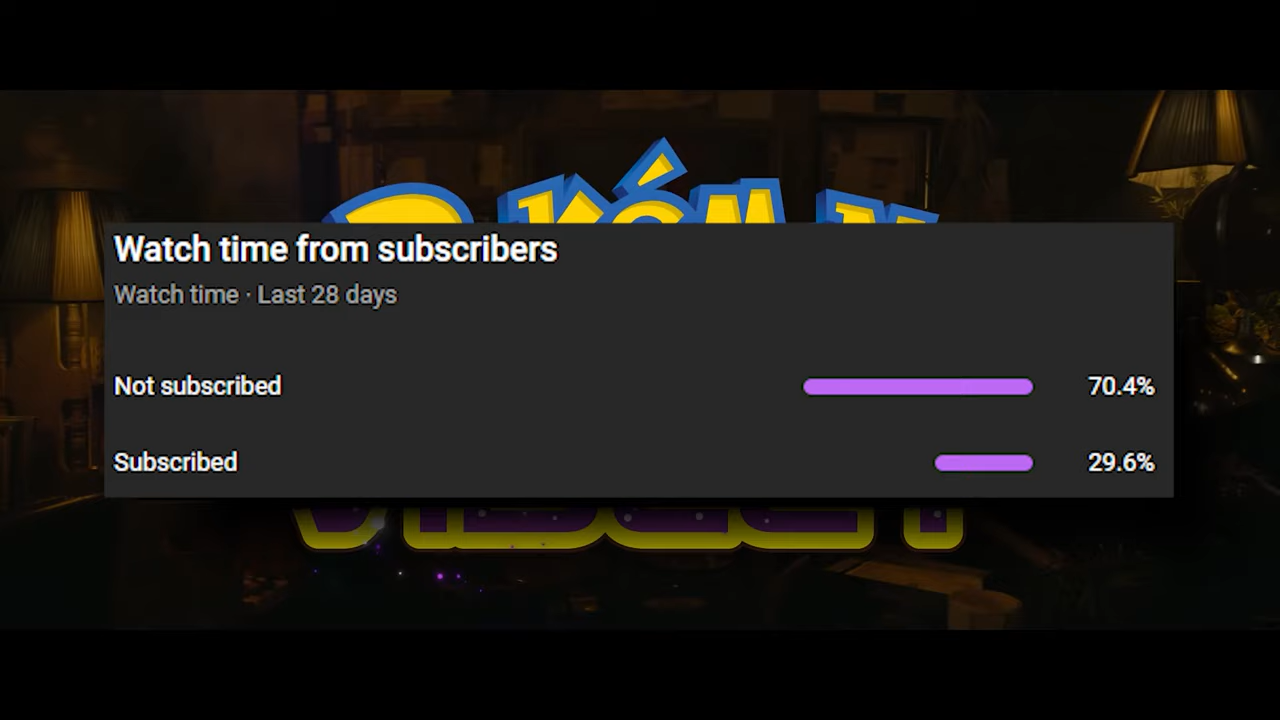 Watch time from subscribers
Watch time · Last 28 days
Not subscribed
70.4%
Subscribed
29.6%